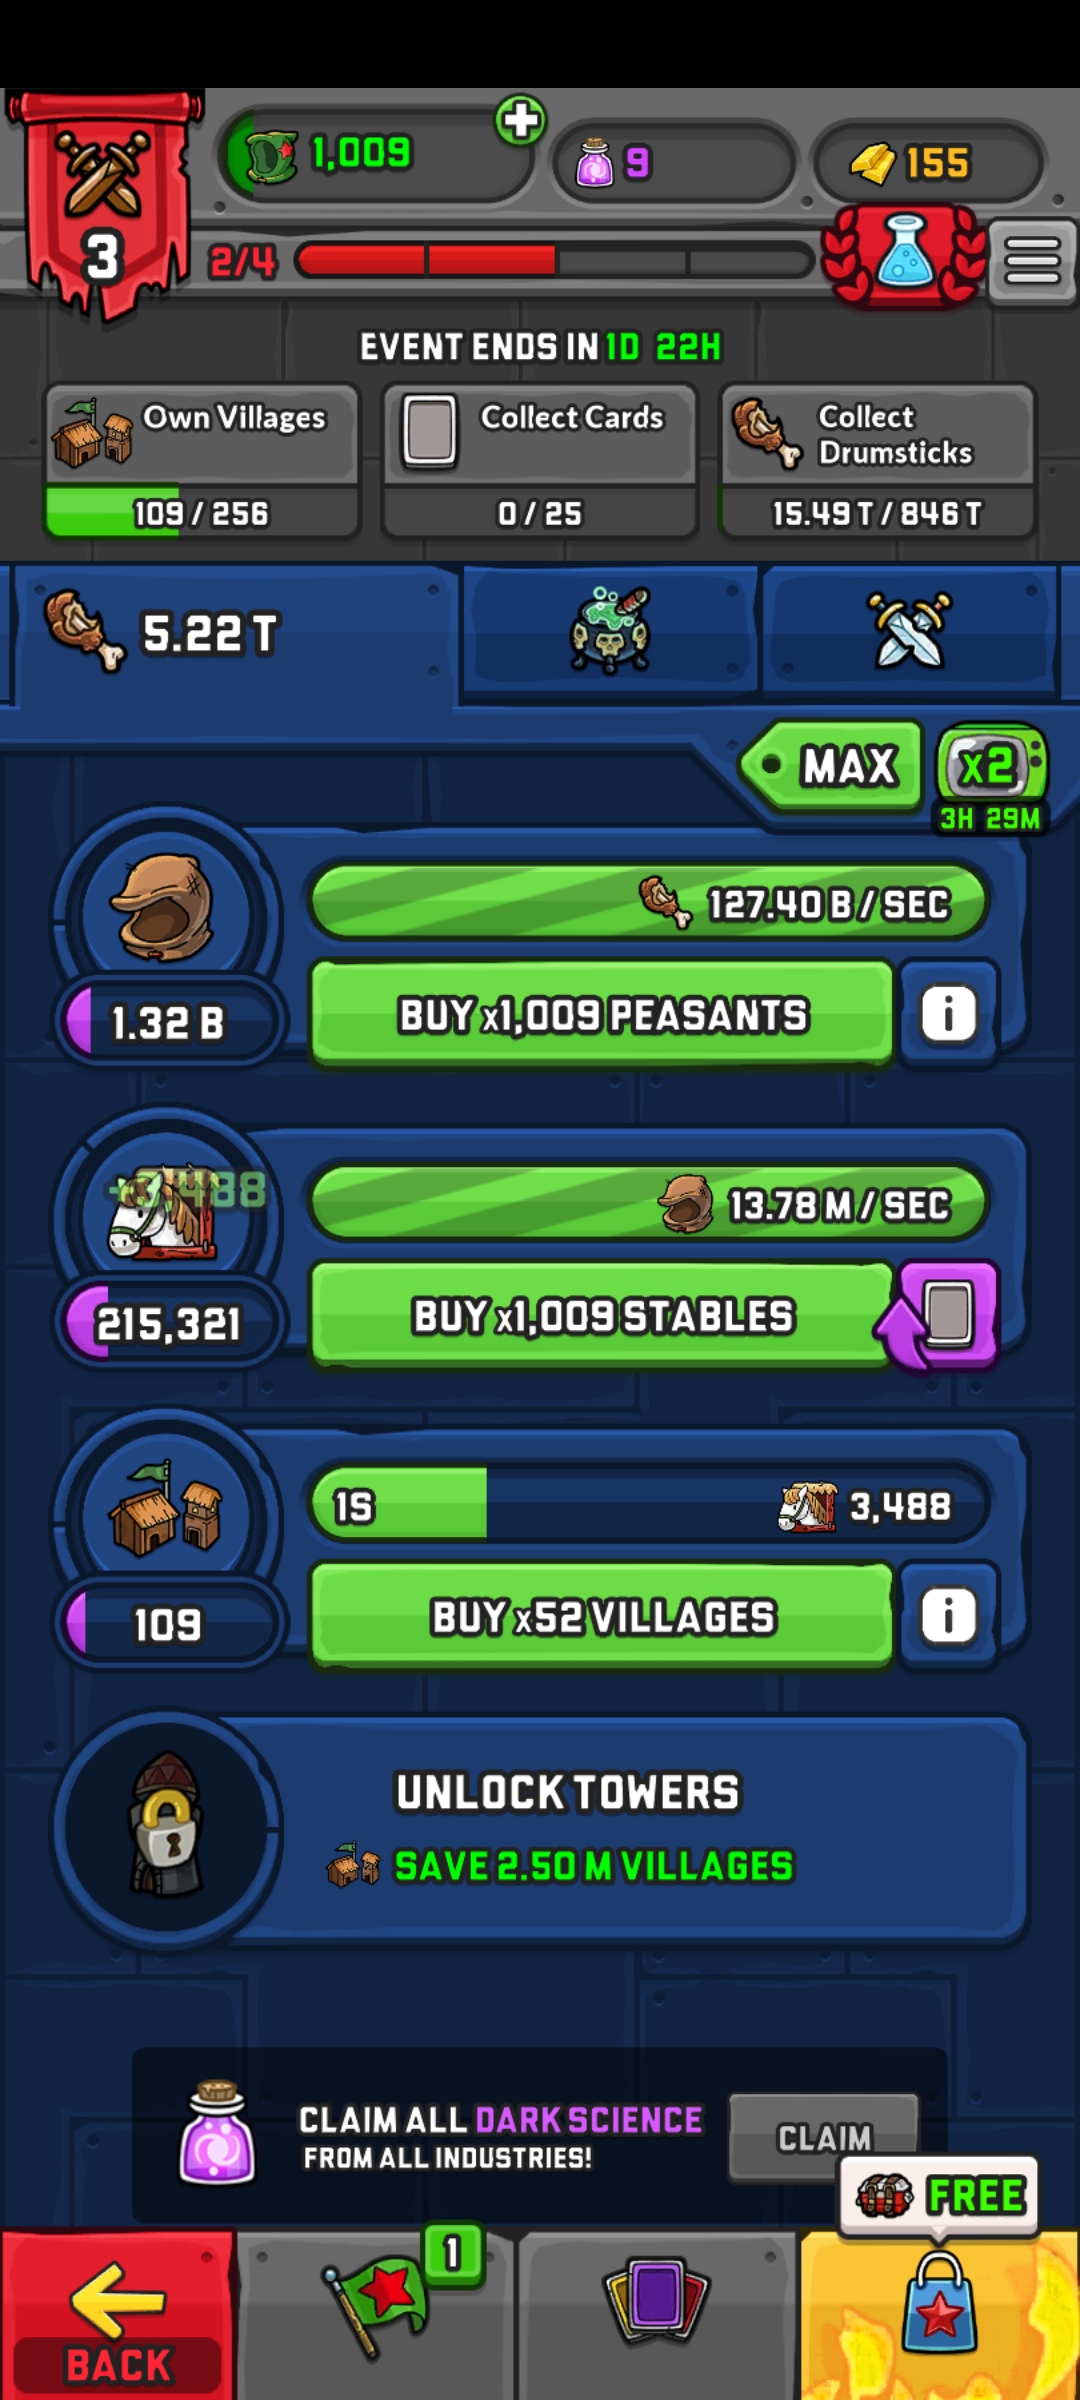 1,009
9
155
3
2/4
EVENT ENDS IN 1D 22H
Own Villages
109 / 256
Collect Cards
0 / 25
Collect
Drumsticks
15.49 T / 846 T
5.22 T
MAX
x2
3H 29M
127.40 B / SEC
1.32 B
BUY x1,009 PEASANTS
+3,488
13.78 M / SEC
215,321
BUY x1,009 STABLES
1S
3,488
109
BUY x52 VILLAGES
UNLOCK TOWERS
SAVE 2.50 M VILLAGES
CLAIM ALL DARK SCIENCE
FROM ALL INDUSTRIES!
CLAIM
FREE
1
BACK